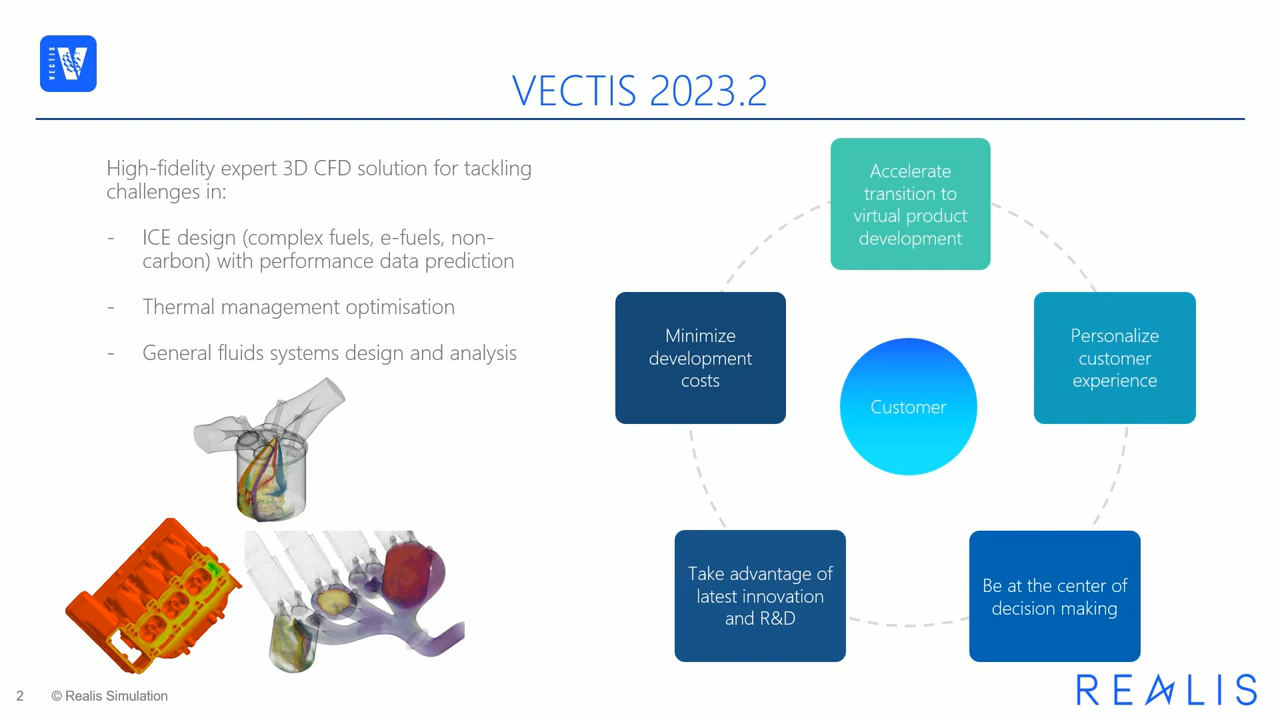 VECTIS
VECTIS 2023.2
High-fidelity expert 3D CFD solution for tackling
challenges in:
- ICE design (complex fuels, e-fuels, non-
carbon) with performance data prediction
- Thermal management optimisation
- General fluids systems design and analysis
Accelerate
transition to
virtual product
development
Minimize
development
costs
Personalize
customer
experience
Customer
Take advantage of
latest innovation
and R&D
Be at the center of
decision making
2
© Realis Simulation
REALIS